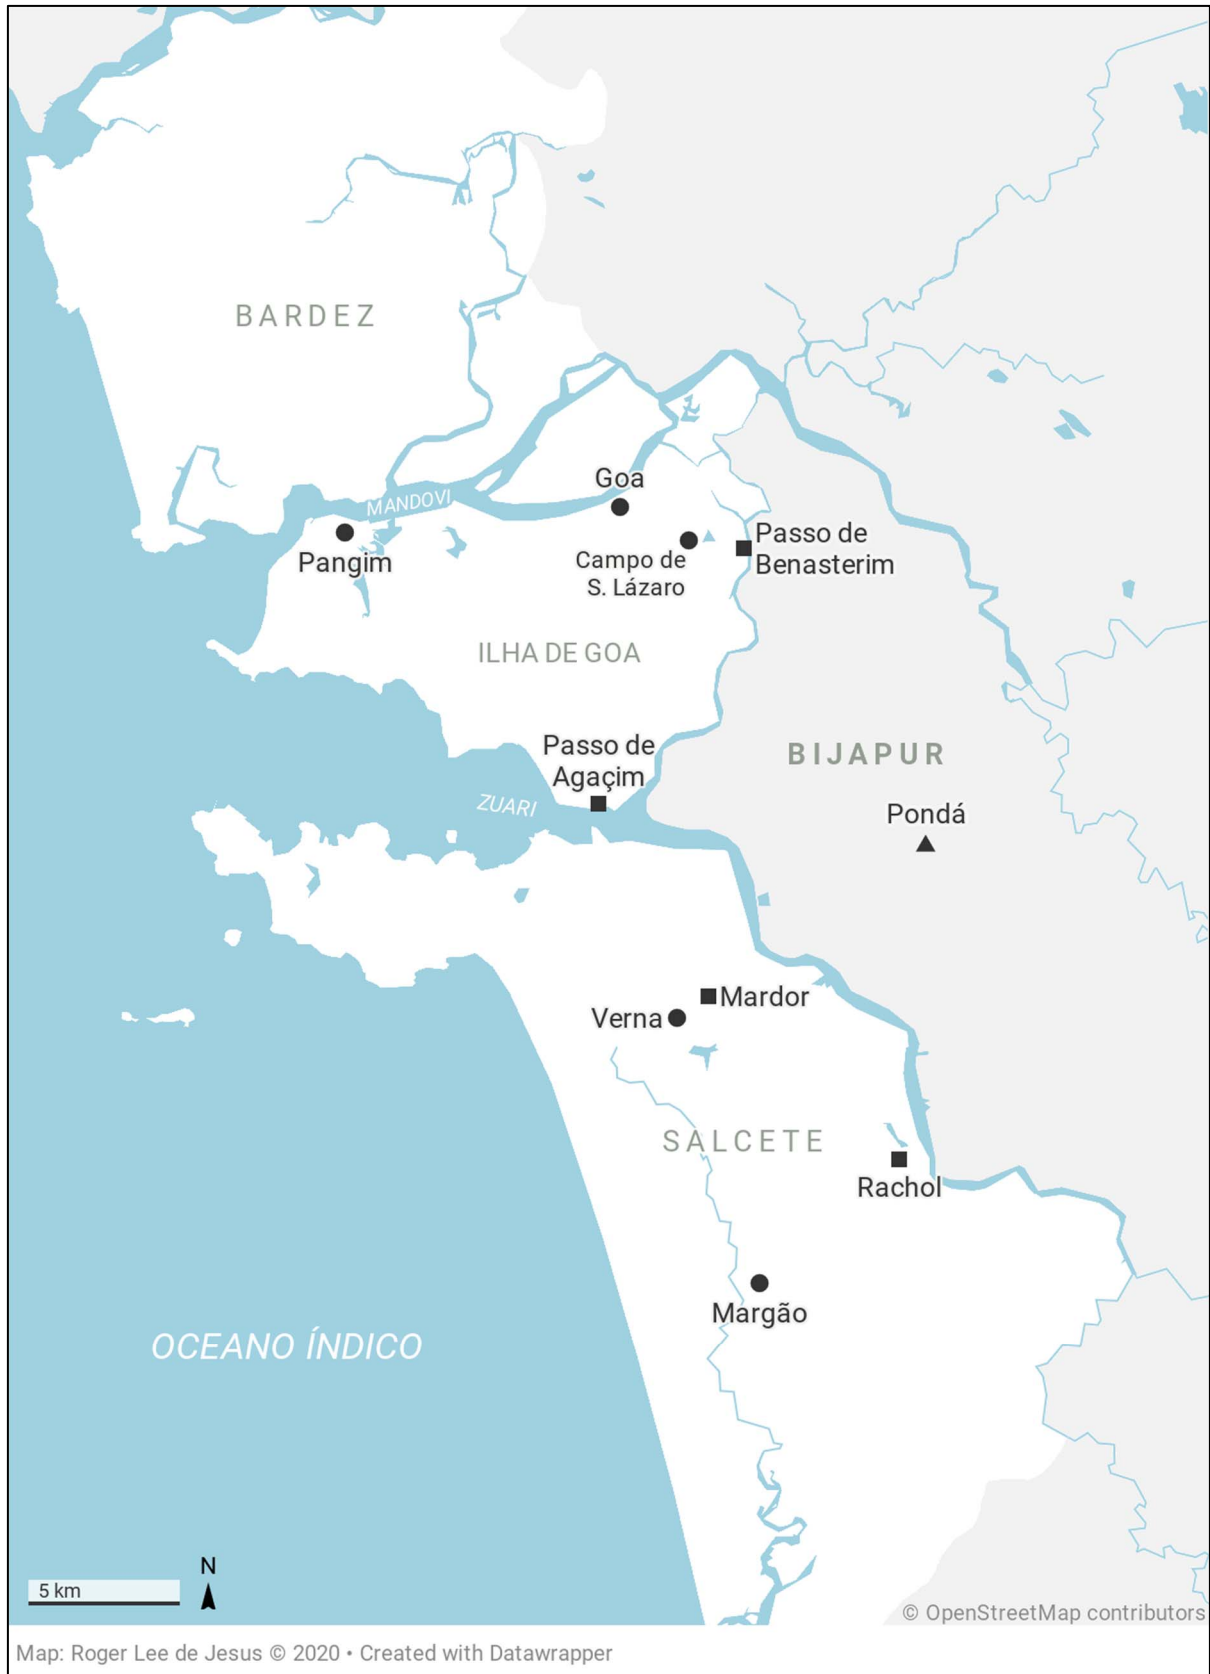 BARDEZ
MANDOVI
Goa
Pangim
Campo de
S. Lázaro
Passo de
Benasterim
ILHA DE GOA
Passo de
Agaçim
BIJAPUR
ZUARI
Pondá
Mardor
Verna
SALCETE
Rachol
Margão
OCEANO ÍNDICO
N
5 km
© OpenStreetMap contributors
Map: Roger Lee de Jesus © 2020 • Created with Datawrapper